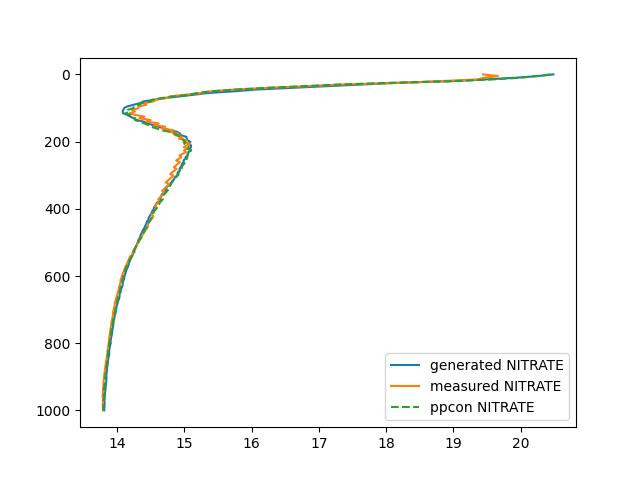 0
200
400
600
800
1000
14 15 16 17 18 19 20
generated NITRATE
measured NITRATE
ppcon NITRATE